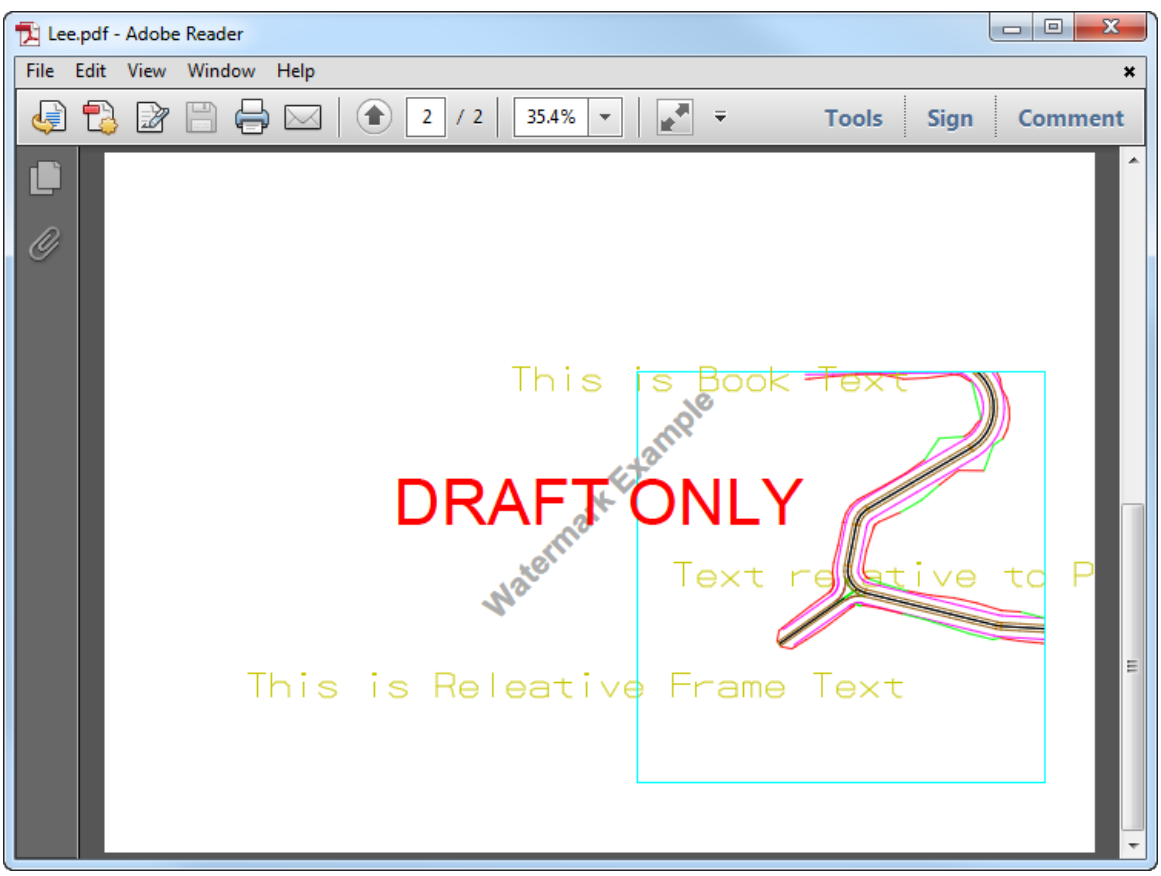 Lee.pdf - Adobe Reader
File Edit View Window Help
2 / 2 35.4% Tools Sign Comment
This is Book Text
Watermark Example
DRAFT ONLY
Text relative to P
This is Releative Frame Text